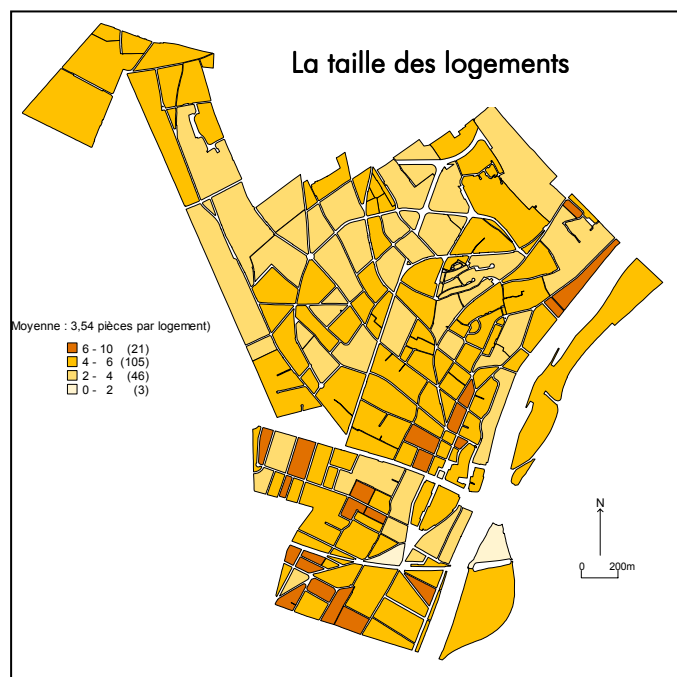 La taille des logements
Moyenne : 3,54 pièces par logement)
6 - 10 (21)
4 - 6 (105)
2 - 4 (46)
0 - 2 (3)
N
0 200m